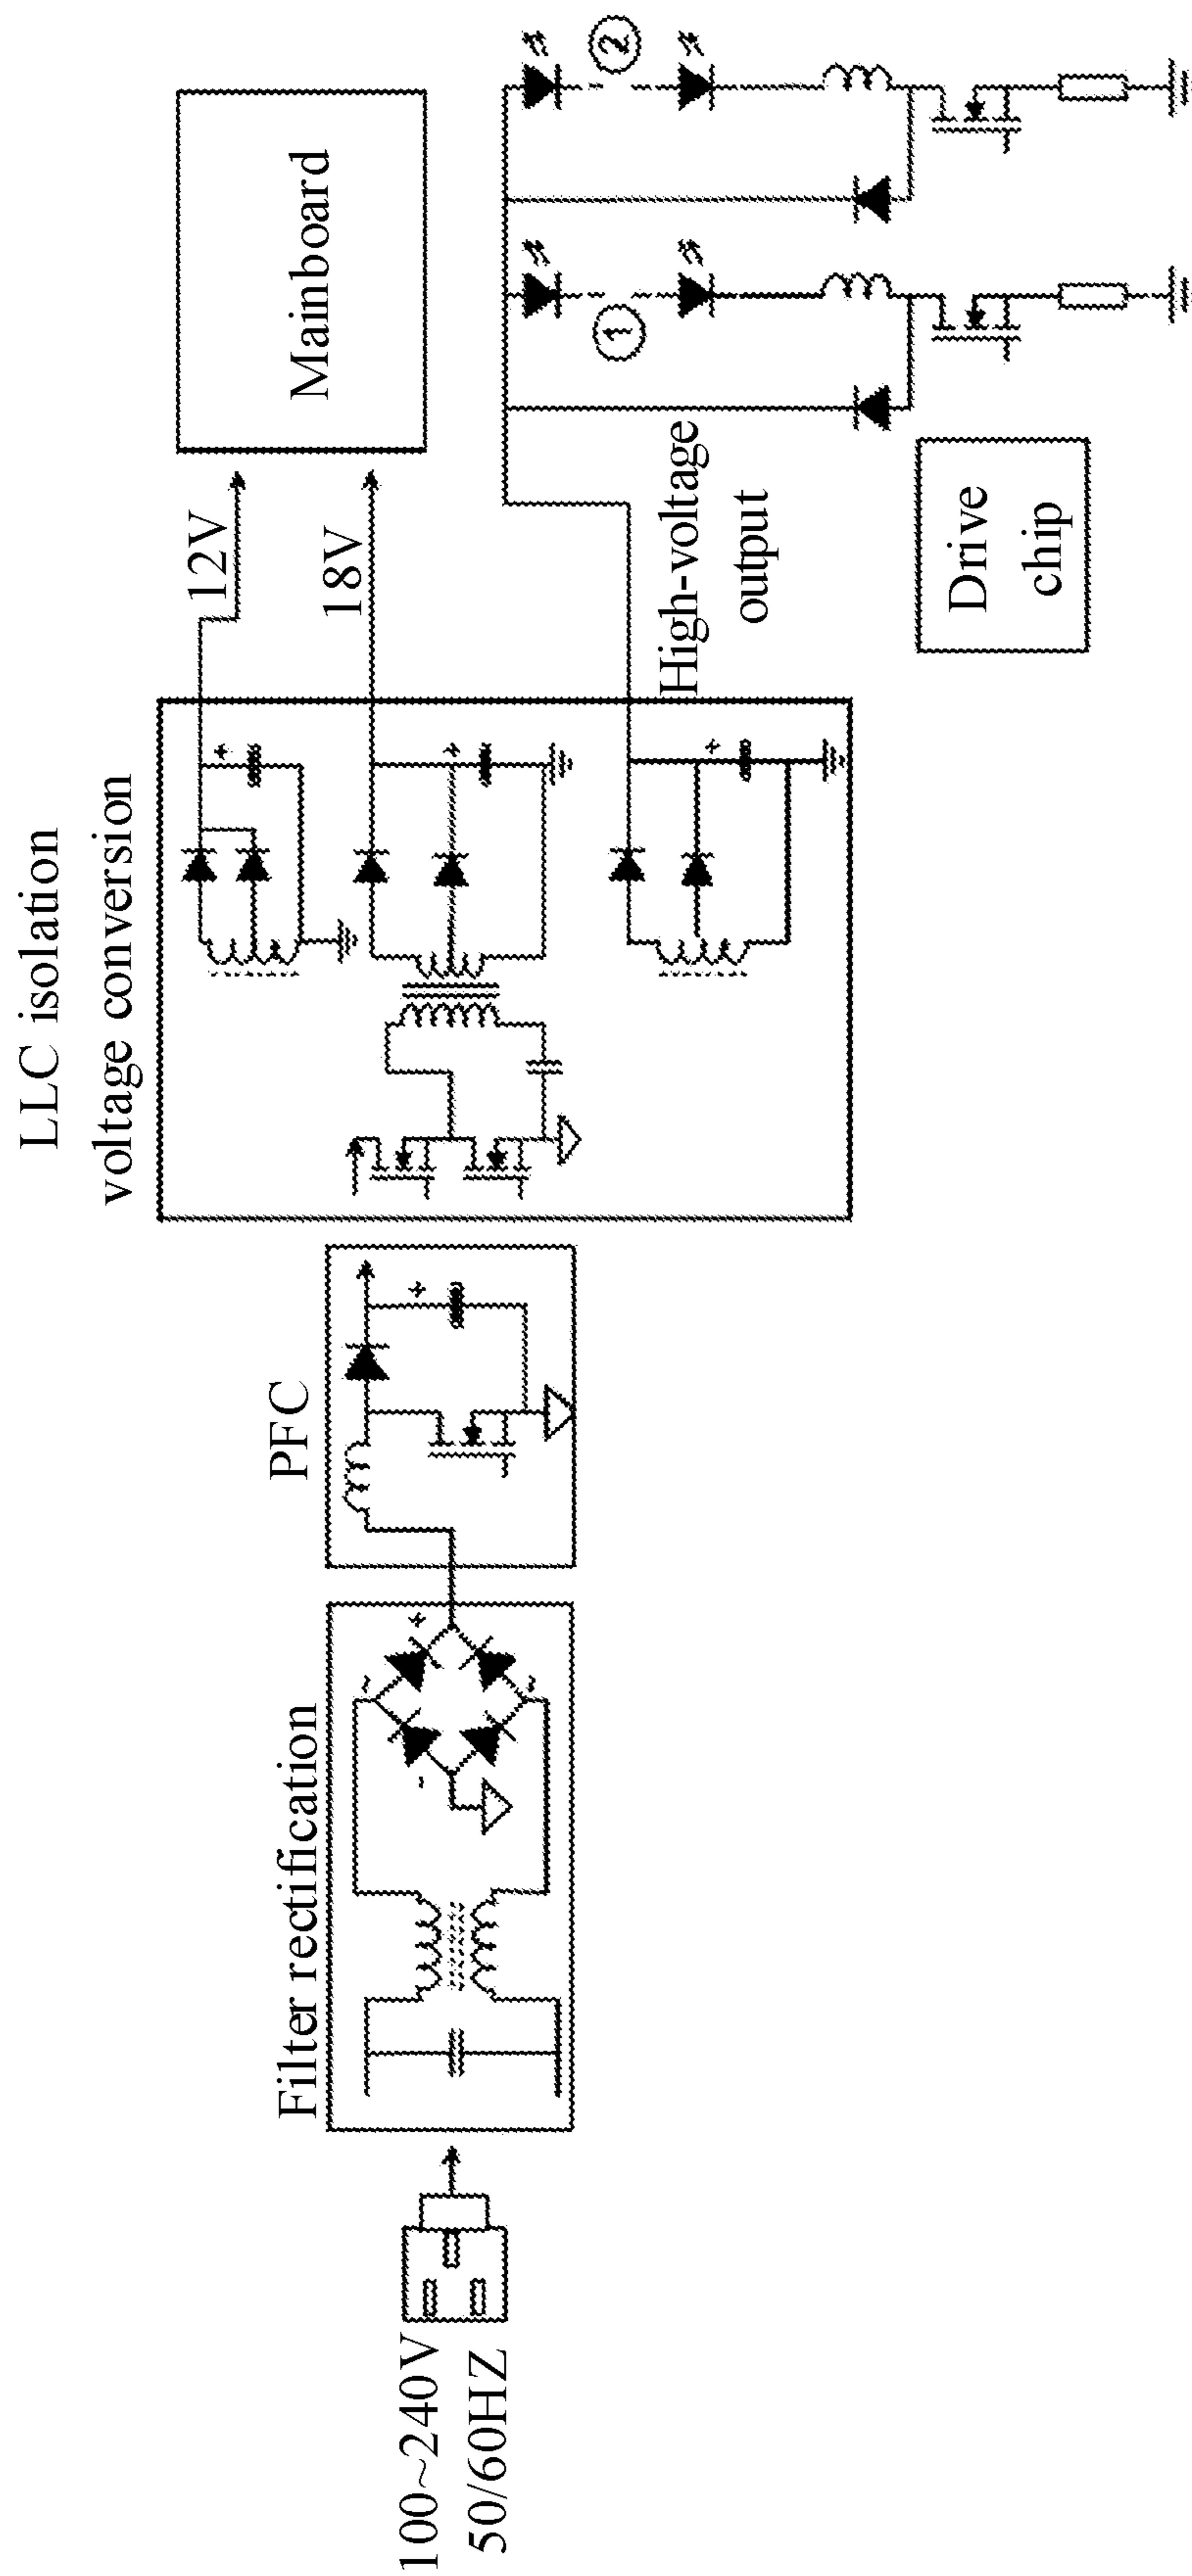 100~240V
50/60HZ
Filter rectification
PFC
LLC isolation
voltage conversion
12V
18V
Mainboard
High-voltage
output
Drive
chip
①
②